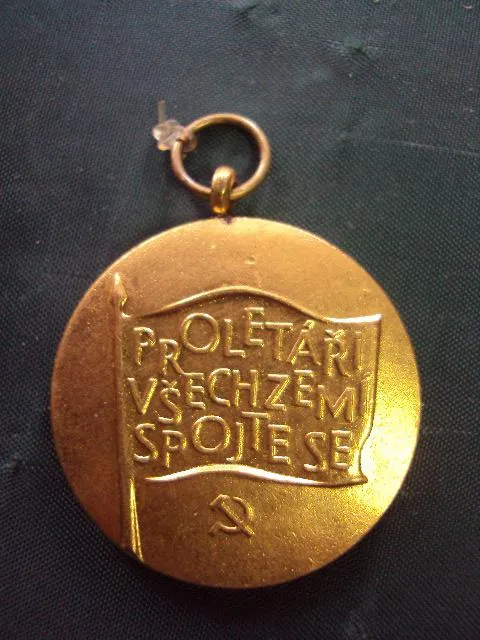 PROLETÁŘI
VŠECH ZEMÍ
SPOJTE SE